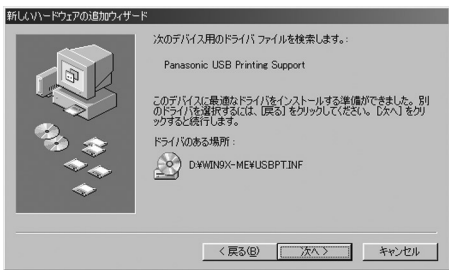 新しいハードウェアの追加ウィザード
次のデバイス用のドライバ ファイルを検索します。:
Panasonic USB Printing Support
このデバイスに最適なドライバをインストールする準備ができました。別
のドライバを選択するには、[戻る] をクリックしてください。[次へ] をクリ
ックすると続行します。
ドライバのある場所:
D:¥WIN9X-ME¥USBPT.INF
< 戻る(B)
次へ >
キャンセル